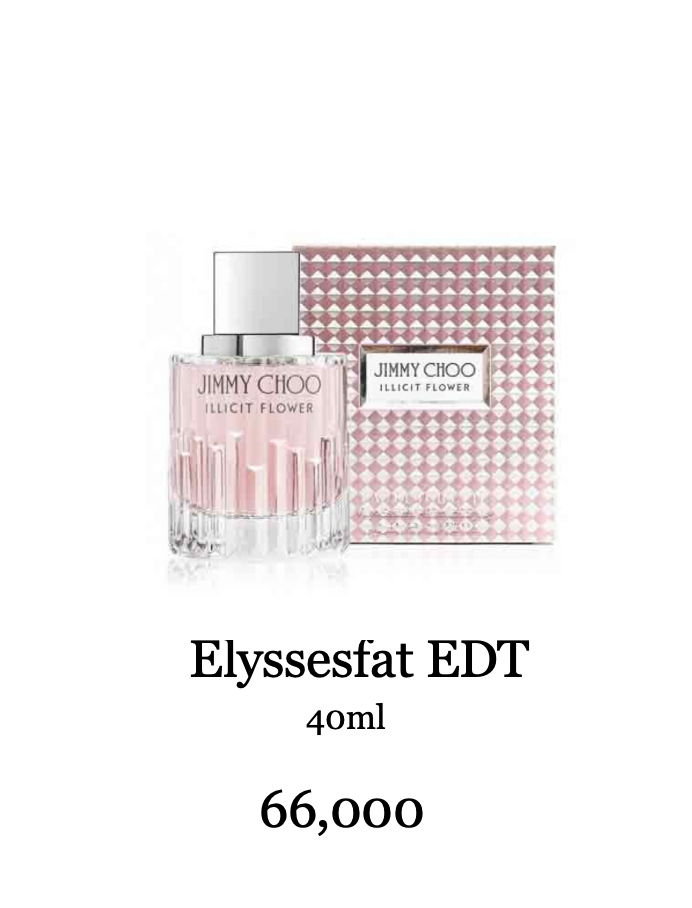 JIMMY CHOO
ILLICIT FLOWER
JIMMY CHOO
ILLICIT FLOWER
Elyssesfat EDT
40ml
66,000